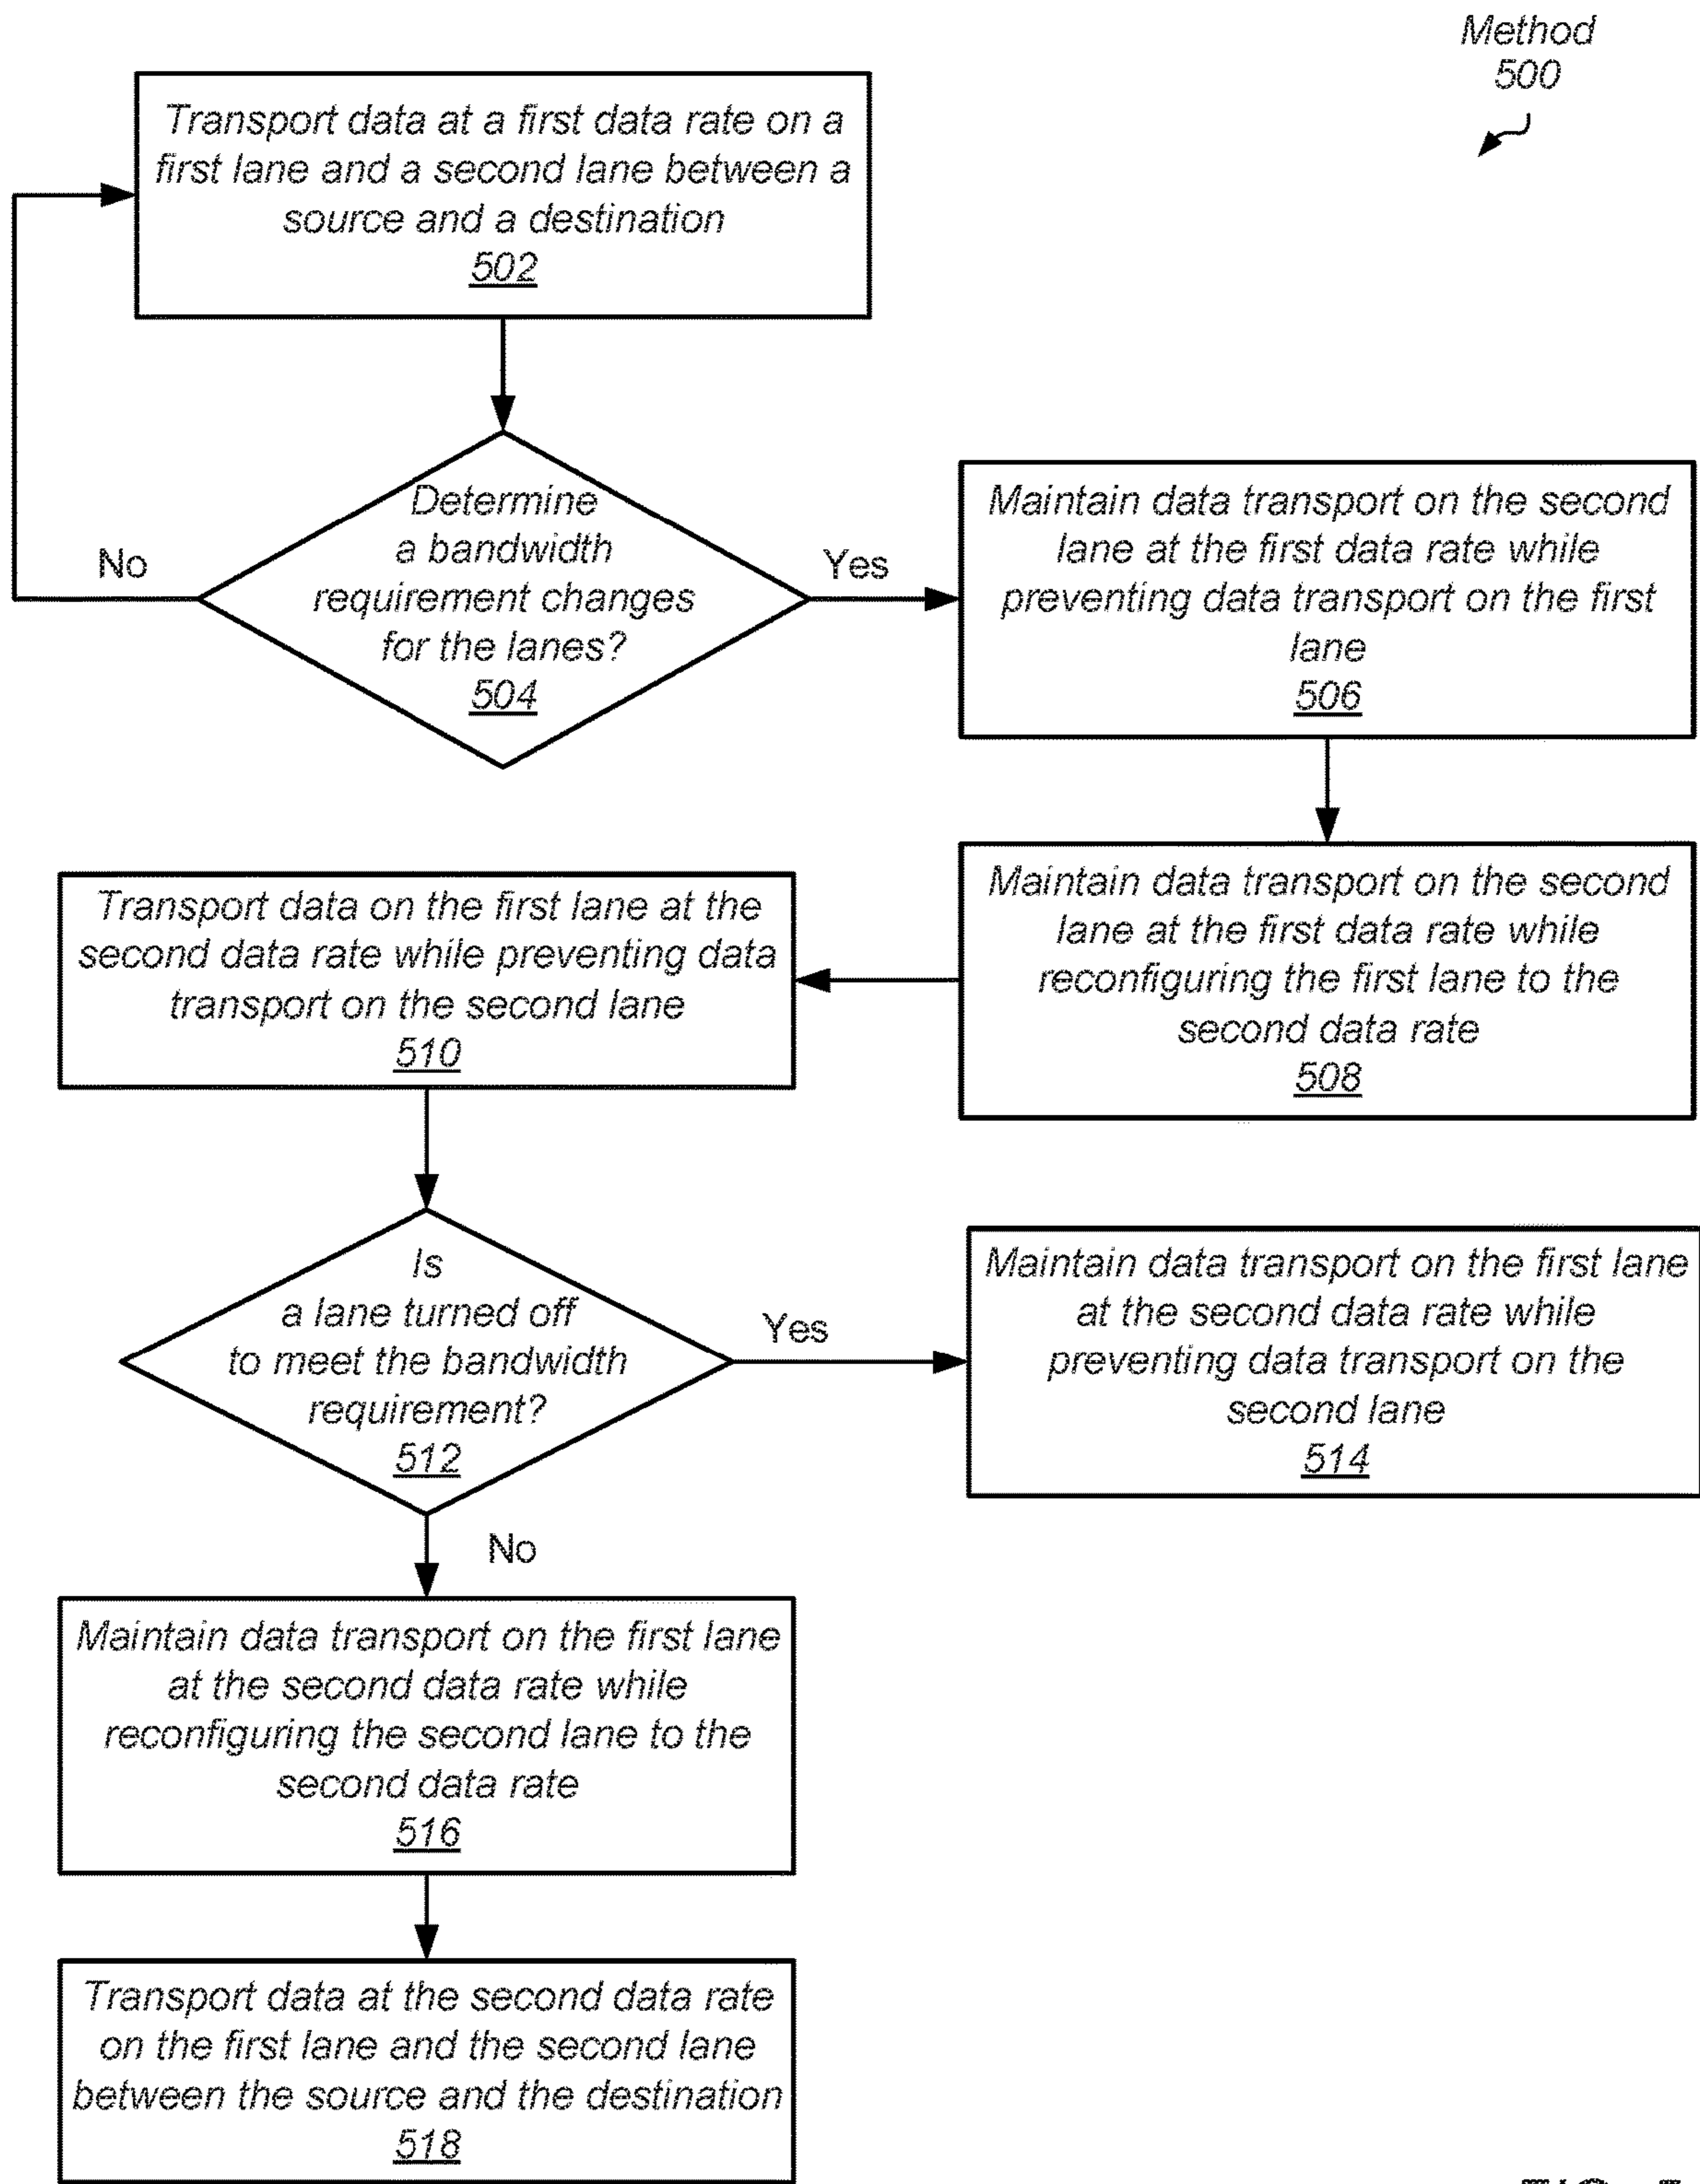 Method
500
Transport data at a first data rate on a
first lane and a second lane between a
source and a destination
502
Determine
a bandwidth
requirement changes
for the lanes?
504
No
Yes
Maintain data transport on the second
lane at the first data rate while
preventing data transport on the first
lane
506
Maintain data transport on the second
lane at the first data rate while
reconfiguring the first lane to the
second data rate
508
Transport data on the first lane at the
second data rate while preventing data
transport on the second lane
510
Is
a lane turned off
to meet the bandwidth
requirement?
512
Yes
Maintain data transport on the first lane
at the second data rate while
preventing data transport on the
second lane
514
No
Maintain data transport on the first lane
at the second data rate while
reconfiguring the second lane to the
second data rate
516
Transport data at the second data rate
on the first lane and the second lane
between the source and the destination
518